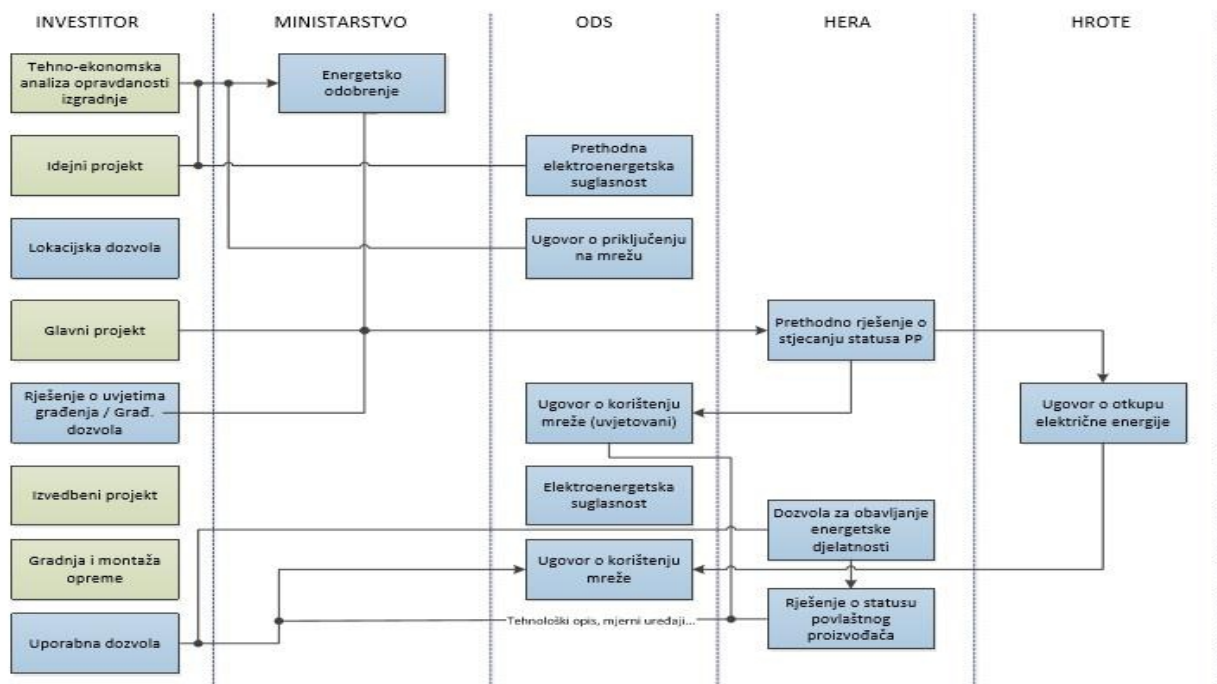 INVESTITOR
MINISTARSTVO
ODS
HERA
HROTE
Tehno-ekonomska
analiza opravdanosti
izgradnje
Energetsko
odobrenje
Idejni projekt
Prethodna
elektroenergetska
suglasnost
Lokacijska dozvola
Ugovor o priključenju
na mrežu
Glavni projekt
Prethodno rješenje o
stjecanju statusa PP
Rješenje o uvjetima
građenja / Građ.
dozvola
Ugovor o korištenju
mreže (uvjetovani)
Ugovor o otkupu
električne energije
Izvedbeni projekt
Elektroenergetska
suglasnost
Dozvola za obavljanje
energetske
djelatnosti
Gradnja i montaža
opreme
Ugovor o korištenju
mreže
Uporabna dozvola
Tehnološki opis, mjerni uređaji...
Rješenje o statusu
povlaštnog
proizvođača